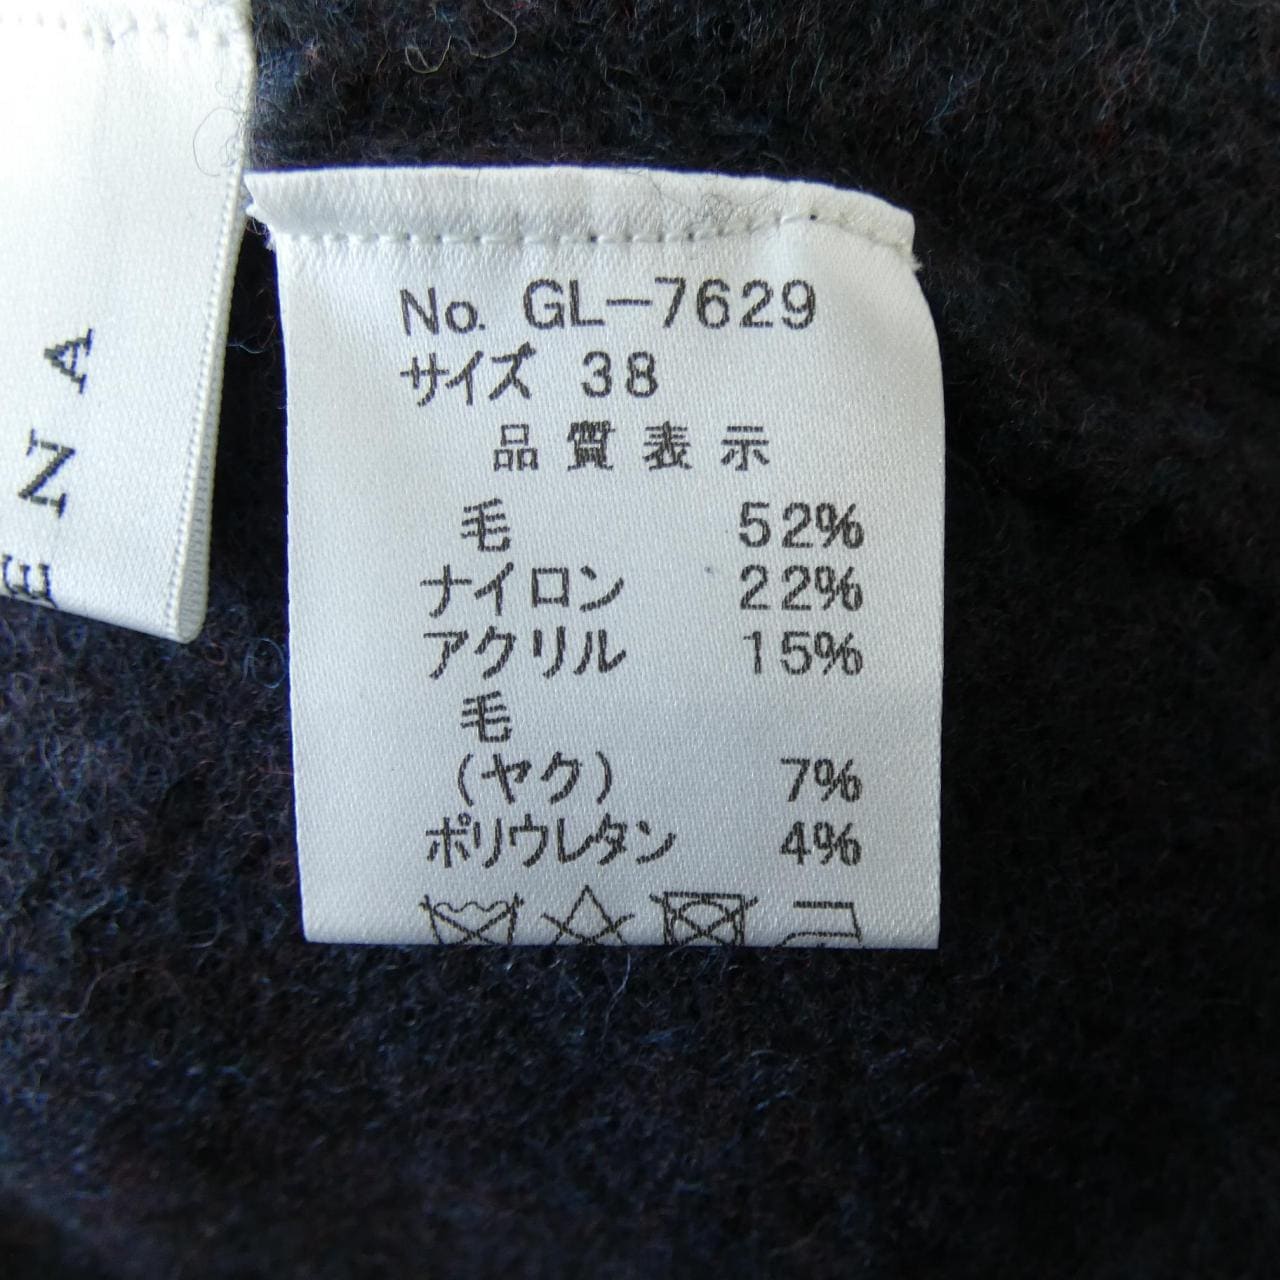 No. GL-7629
サイズ 38
品質表示
毛 52%
ナイロン 22%
アクリル 15%
毛
(ヤク) 7%
ポリウレタン 4%
ENA